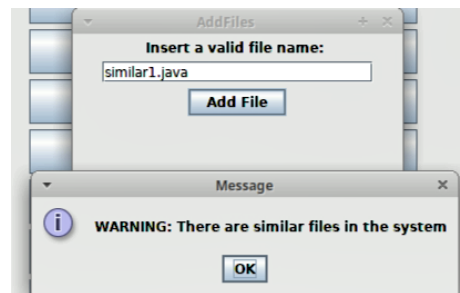 AddFiles
Insert a valid file name:
similar1.java
Add File
Message
WARNING: There are similar files in the system
OK